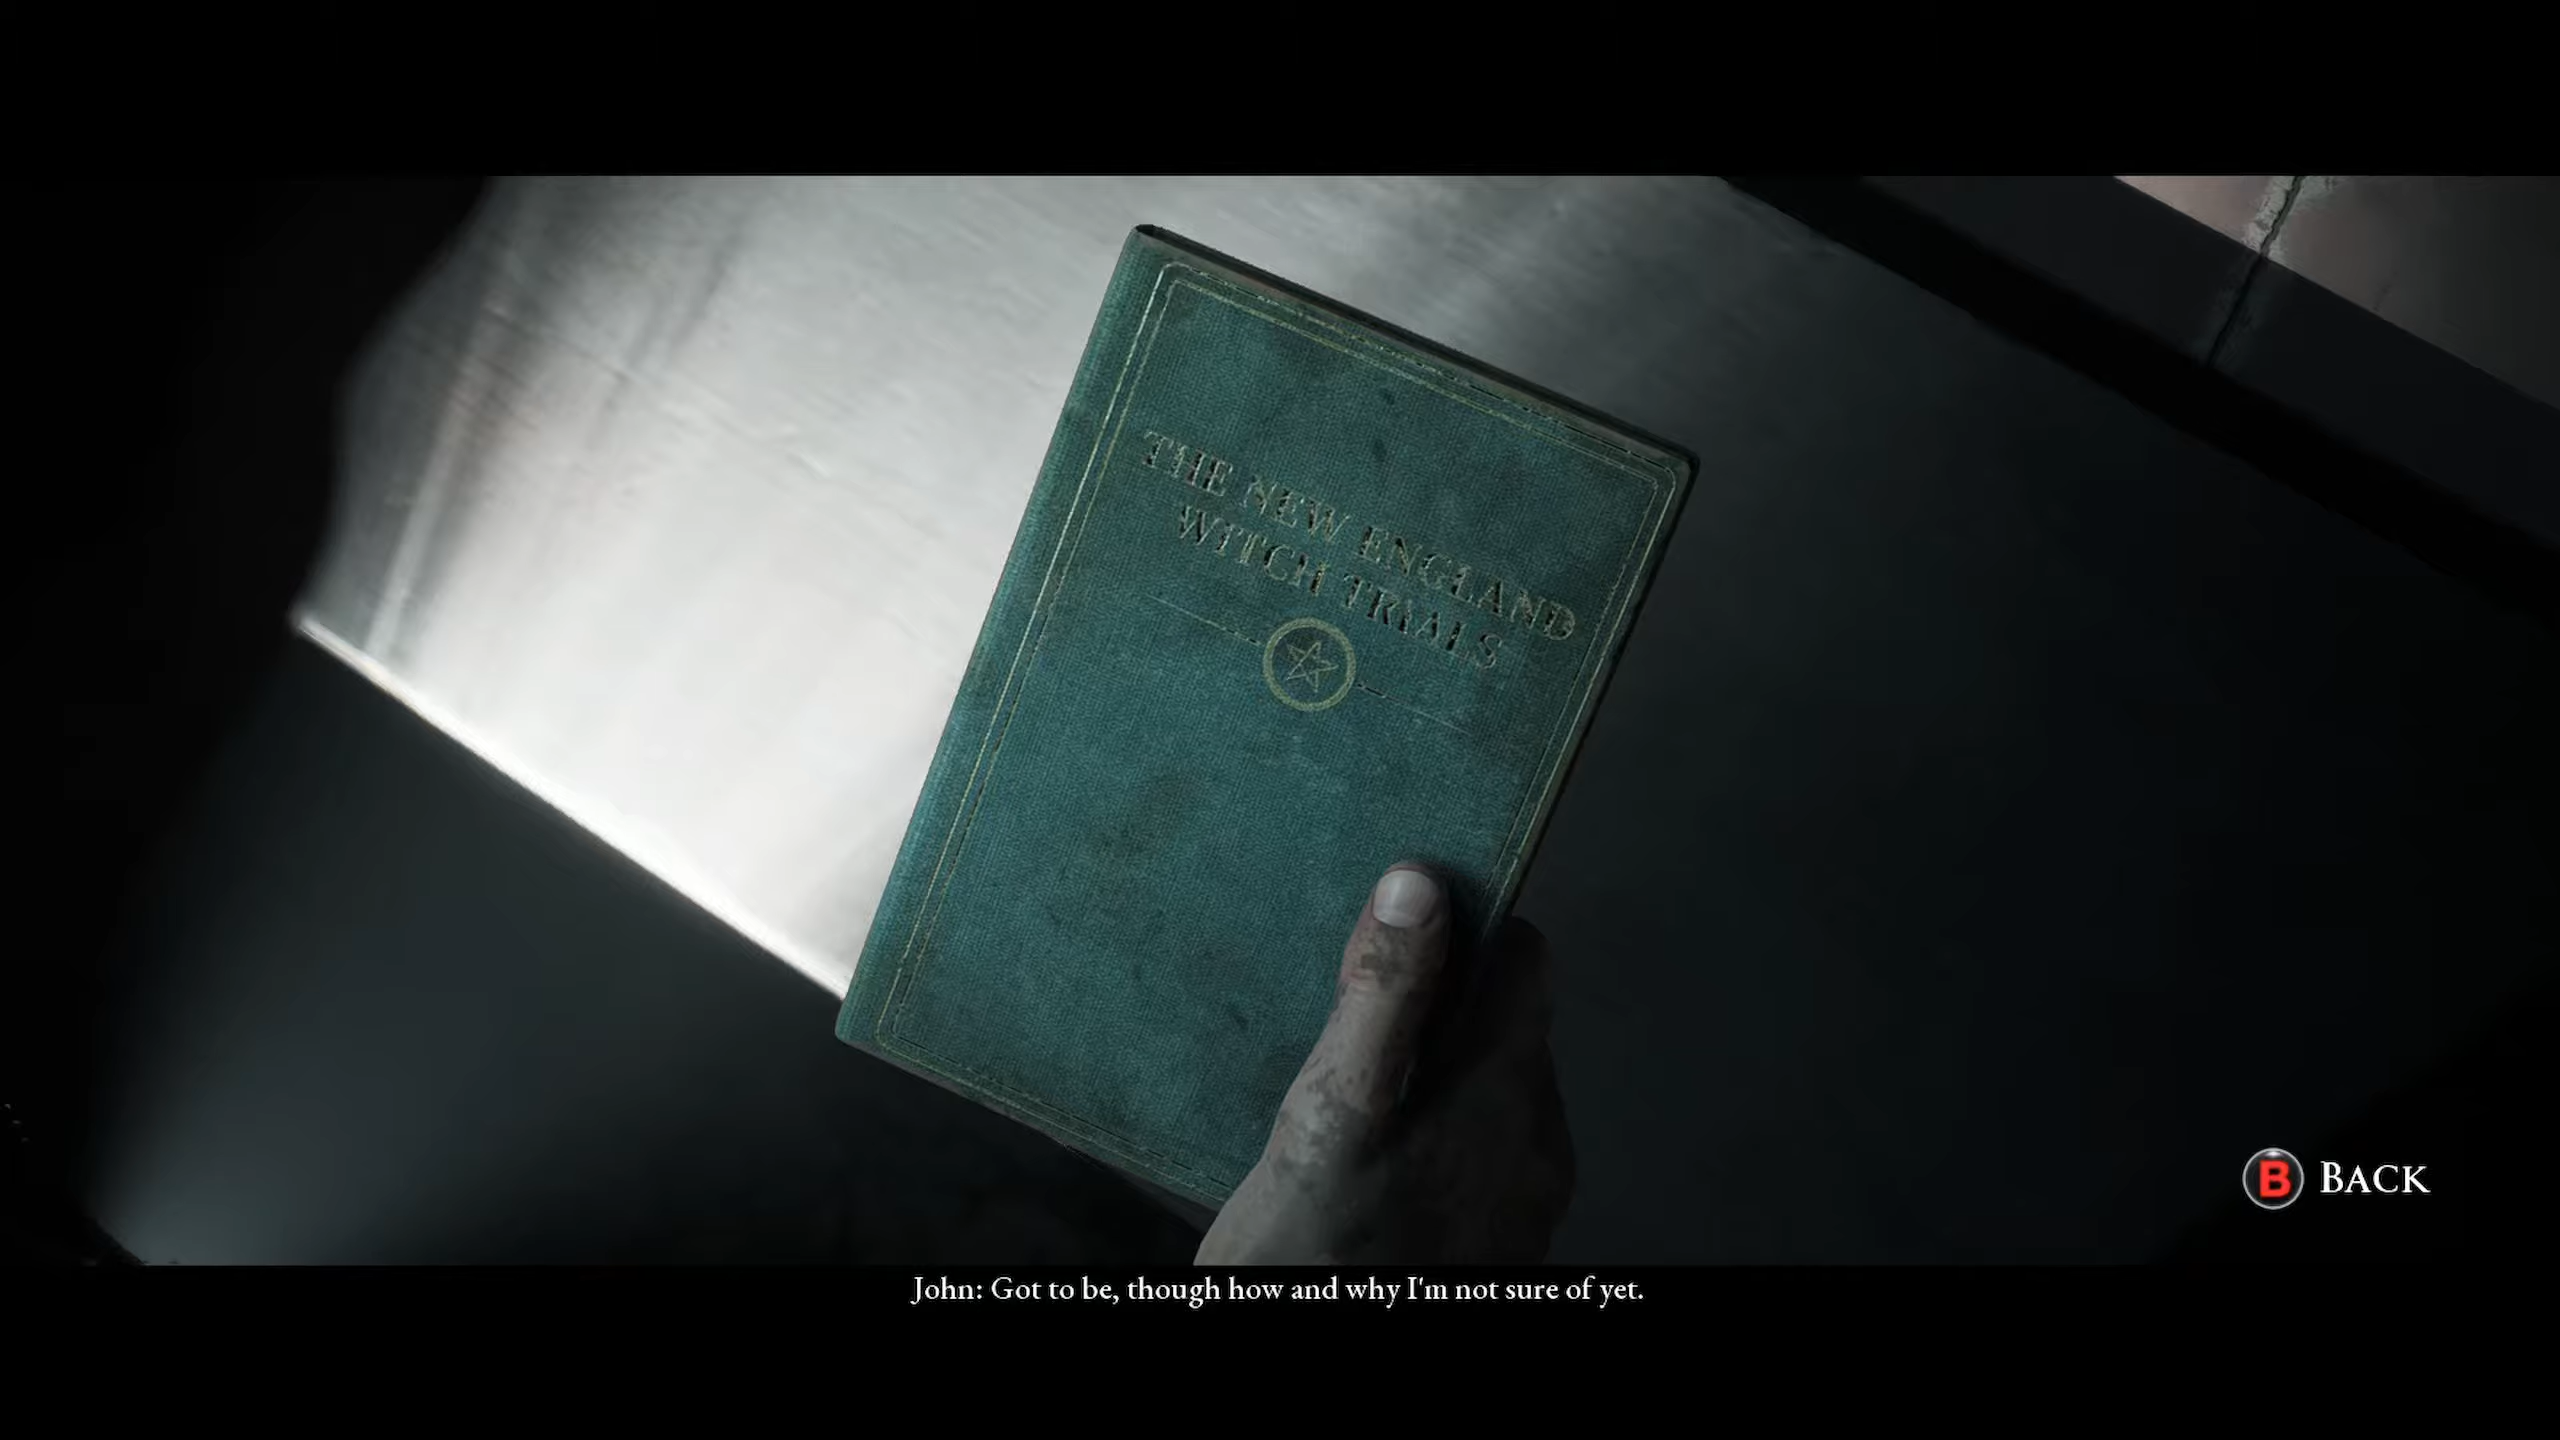 THE NEW ENGLAND
WITCH TRIALS
B BACK
John: Got to be, though how and why I'm not sure of yet.